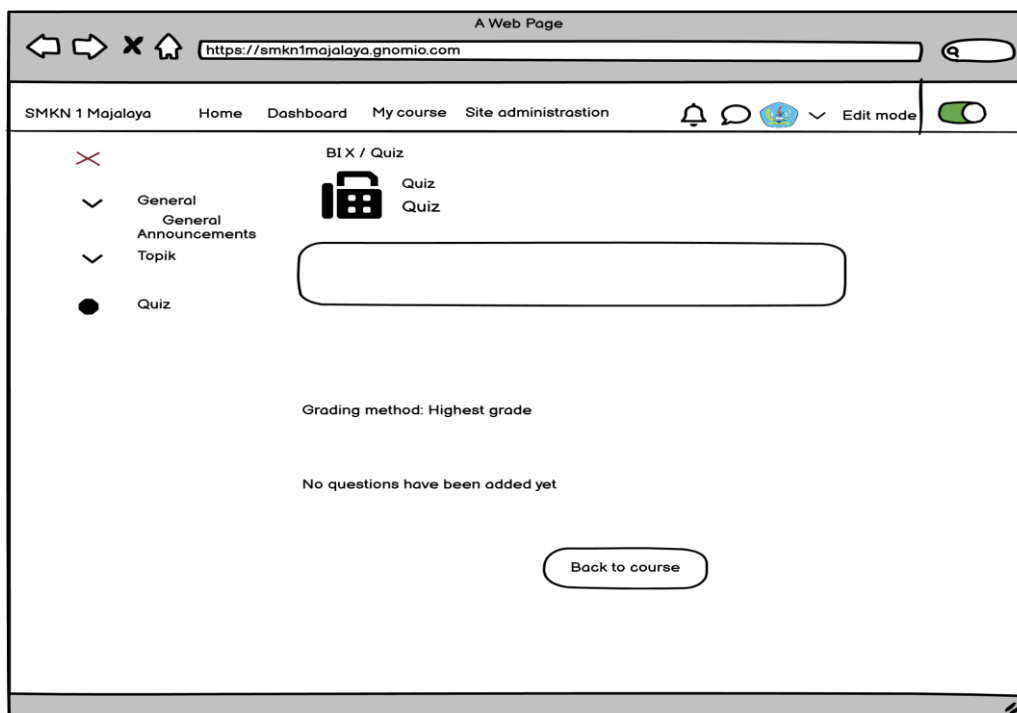 A Web Page
https://smkn1majalaya.gnomio.com
SMKN 1 Majalaya Home Dashboard My course Site administrastion Edit mode
BI X / Quiz
Quiz
Quiz
General
General
Announcements
Topik
Quiz
Grading method: Highest grade
No questions have been added yet
Back to course